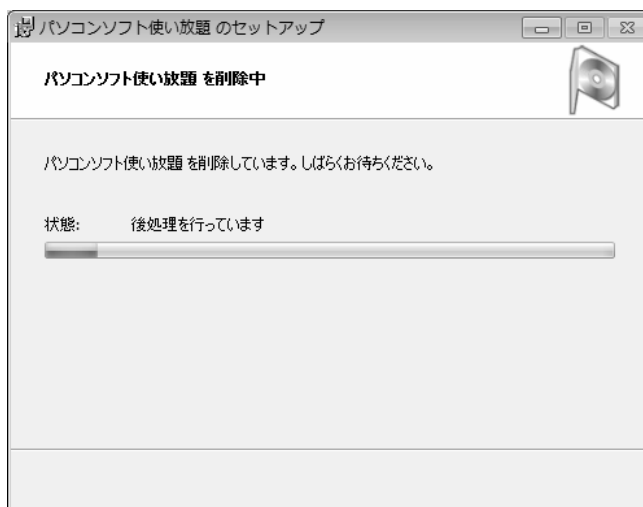 パソコンソフト使い放題 のセットアップ
パソコンソフト使い放題 を削除中
パソコンソフト使い放題 を削除しています。しばらくお待ちください。
状態: 後処理を行っています